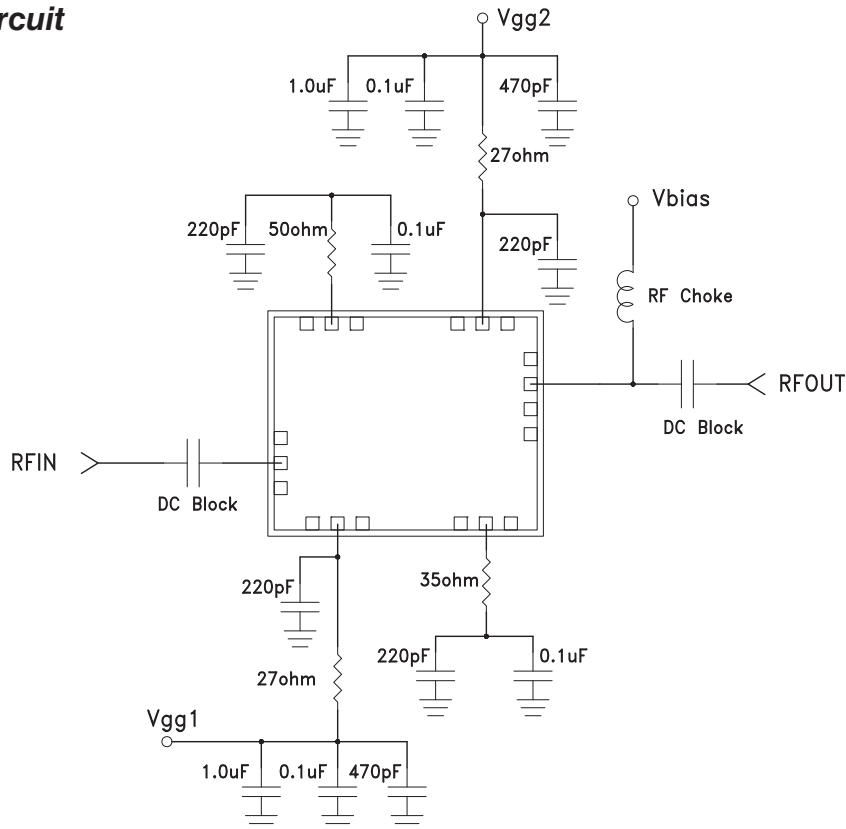 rcuit
Vgg2
1.0uF 0.1uF 470pF
27ohm
Vbias
220pF 50ohm 0.1uF
220pF
RF Choke
RFOUT
DC Block
RFIN
DC Block
220pF
35ohm
220pF 0.1uF
27ohm
Vgg1
1.0uF 0.1uF 470pF